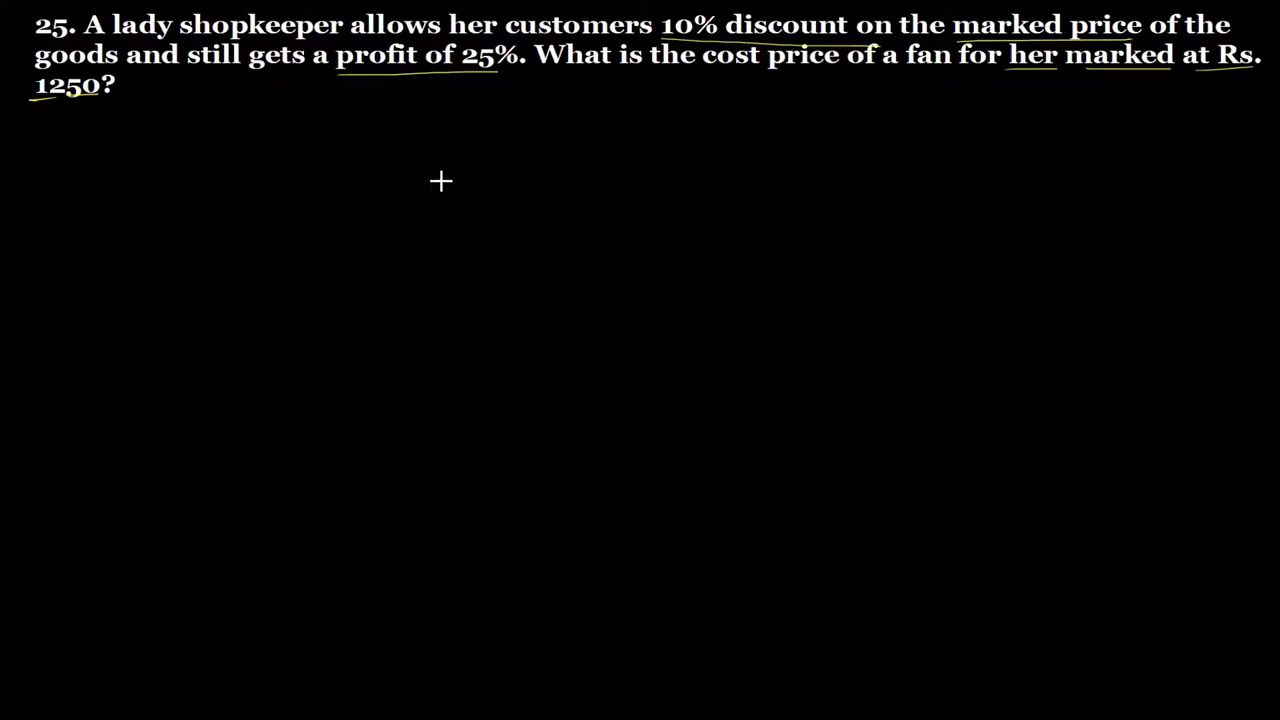 25. A lady shopkeeper allows her customers 10% discount on the marked price of the
goods and still gets a profit of 25%. What is the cost price of a fan for her marked at Rs.
1250?